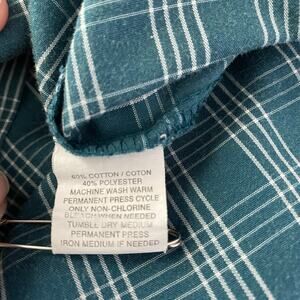 60% COTTON / COTON
40% POLYESTER
MACHINE WASH WARM
PERMANENT PRESS CYCLE
ONLY NON-CHLORINE
BLEACH WHEN NEEDED
TUMBLE DRY MEDIUM
PERMANENT PRESS
IRON MEDIUM IF NEEDED